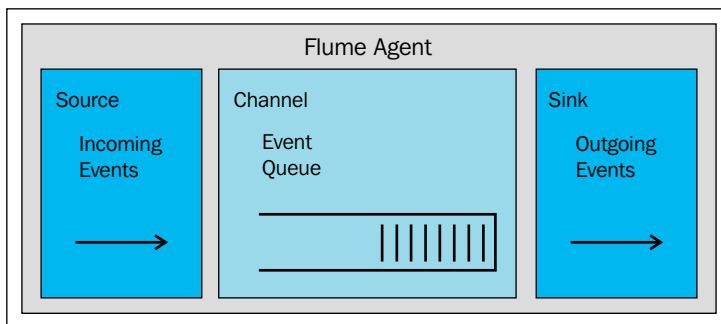 Flume Agent
Source
Incoming
Events
Channel
Event
Queue
Sink
Outgoing
Events